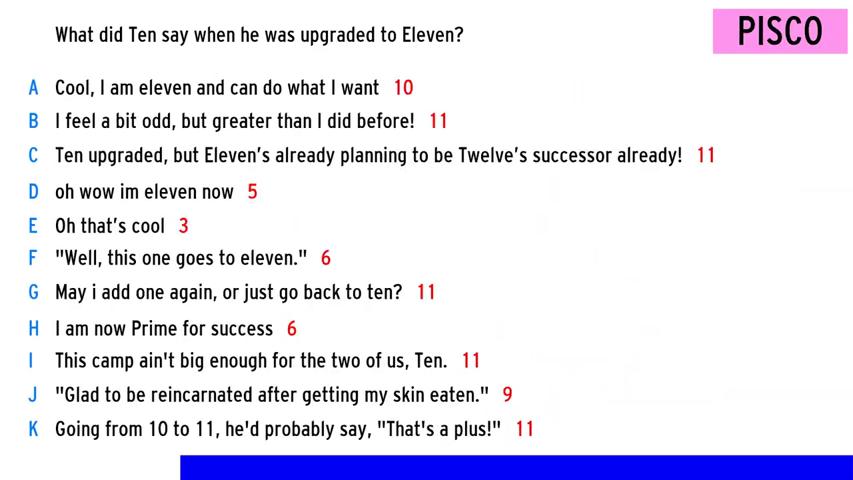 What did Ten say when he was upgraded to Eleven?
PISCO
A Cool, I am eleven and can do what I want 10
B I feel a bit odd, but greater than I did before! 11
C Ten upgraded, but Eleven's already planning to be Twelve's successor already! 11
D oh wow im eleven now 5
E Oh that's cool 3
F "Well, this one goes to eleven." 6
G May i add one again, or just go back to ten? 11
H I am now Prime for success 6
I This camp ain't big enough for the two of us, Ten. 11
J "Glad to be reincarnated after getting my skin eaten." 9
K Going from 10 to 11, he'd probably say, "That's a plus!" 11